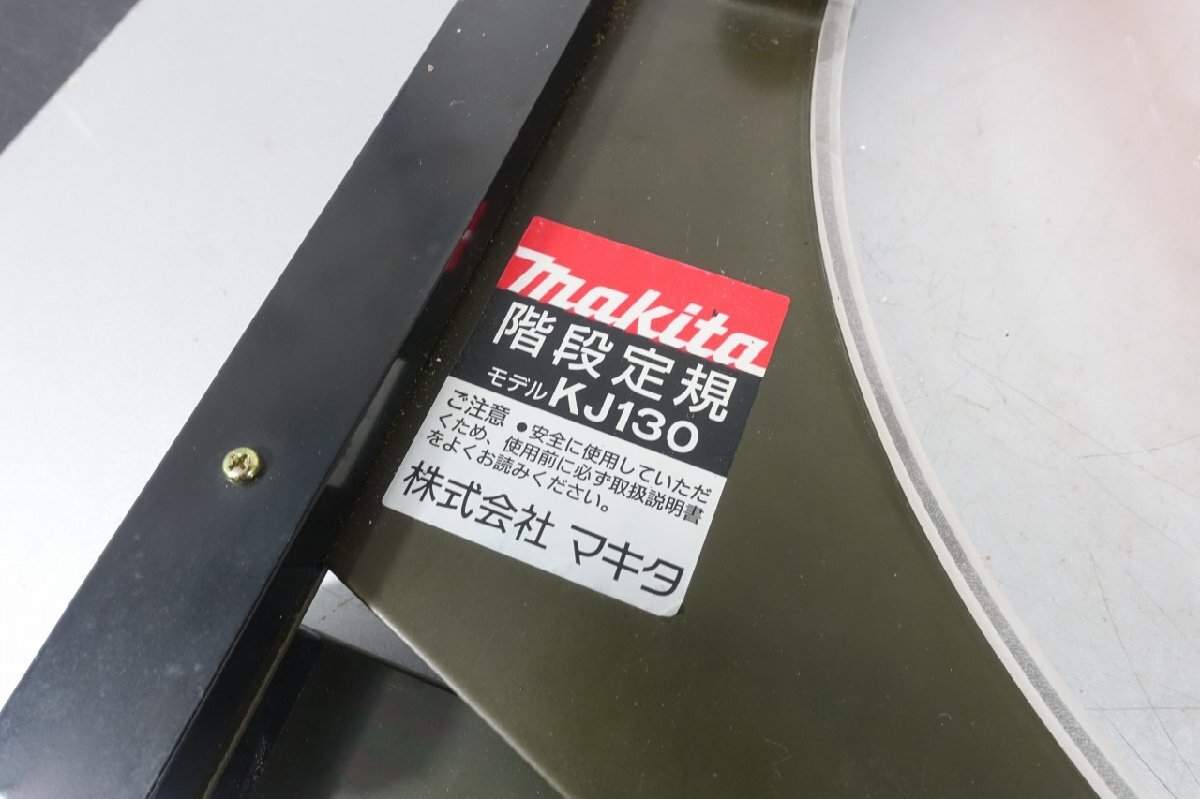 makita
階段定規
モデルKJ130
ご注意 ●安全に使用していただ
くため、使用前に必ず取扱説明書
をよくお読みください。
株式会社 マキタ